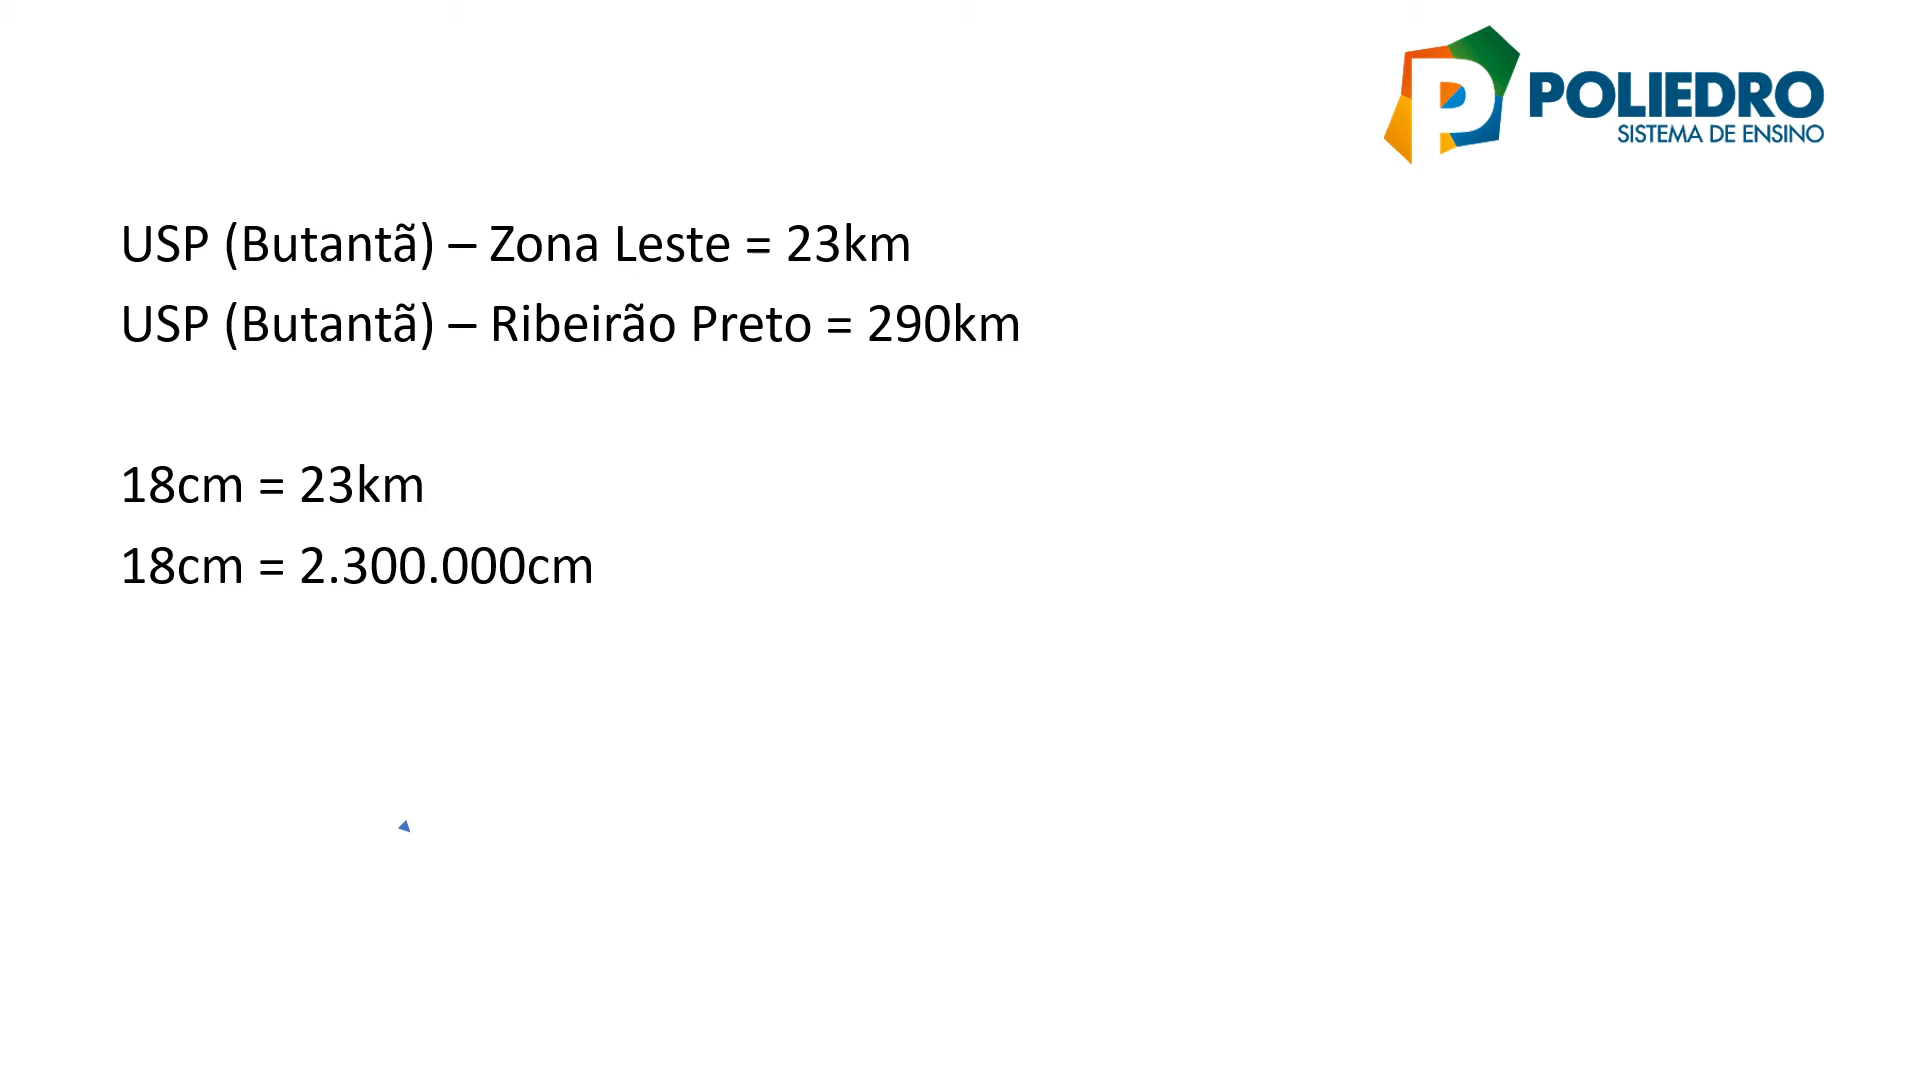 POLIEDRO
SISTEMA DE ENSINO
USP (Butantã) – Zona Leste = 23km
USP (Butantã) – Ribeirão Preto = 290km
18cm = 23km
18cm = 2.300.000cm